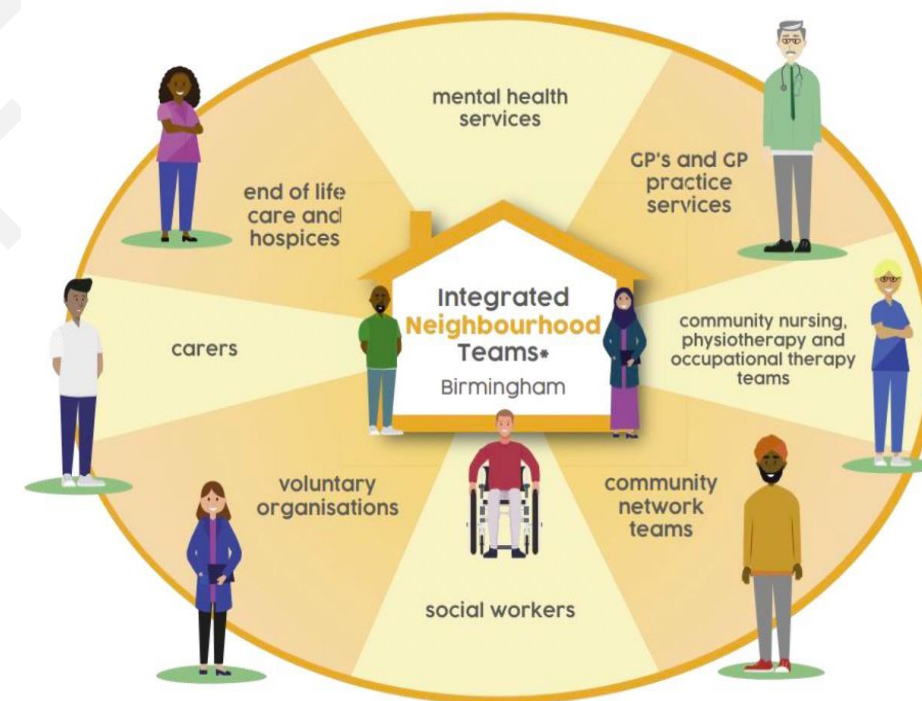 mental health
services
GP's and GP
practice
services
end of life
care and
hospices
Integrated
Neighbourhood
Teams*
Birmingham
community nursing,
physiotherapy and
occupational therapy
teams
carers
voluntary
organisations
community
network
teams
social workers